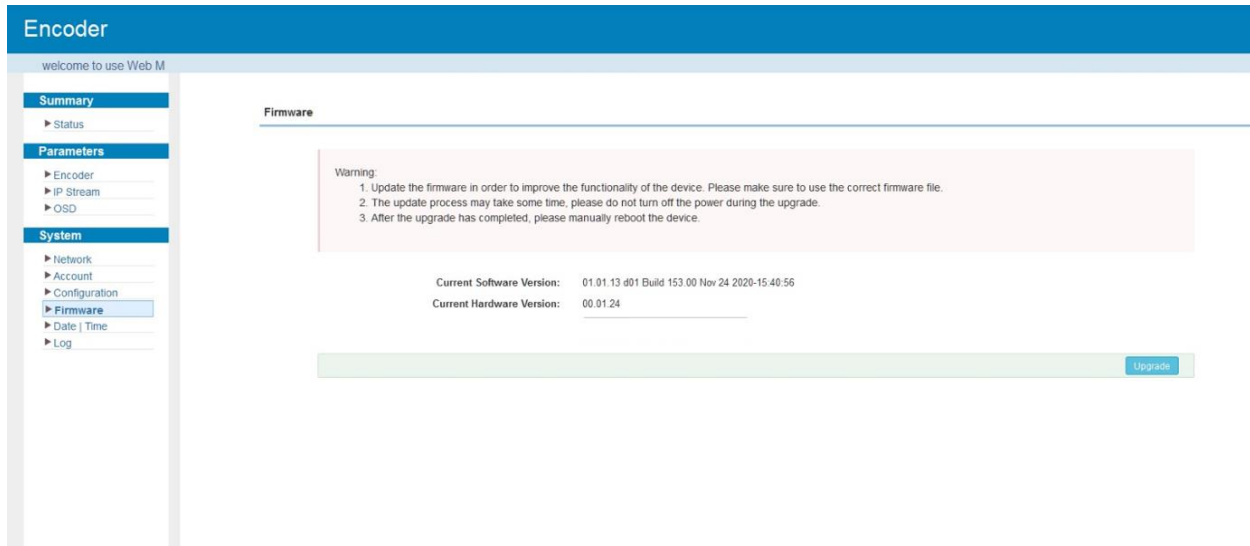 Encoder
welcome to use Web M
Summary
Status
Parameters
Encoder
IP Stream
OSD
System
Network
Account
Configuration
Firmware
Date | Time
Log
Firmware
Warning:
1. Update the firmware in order to improve the functionality of the device. Please make sure to use the correct firmware file.
2. The update process may take some time, please do not turn off the power during the upgrade.
3. After the upgrade has completed, please manually reboot the device.
Current Software Version: 01.01.13 d01 Build 153.00 Nov 24 2020-15:40:56
Current Hardware Version: 00.01.24
Upgrade